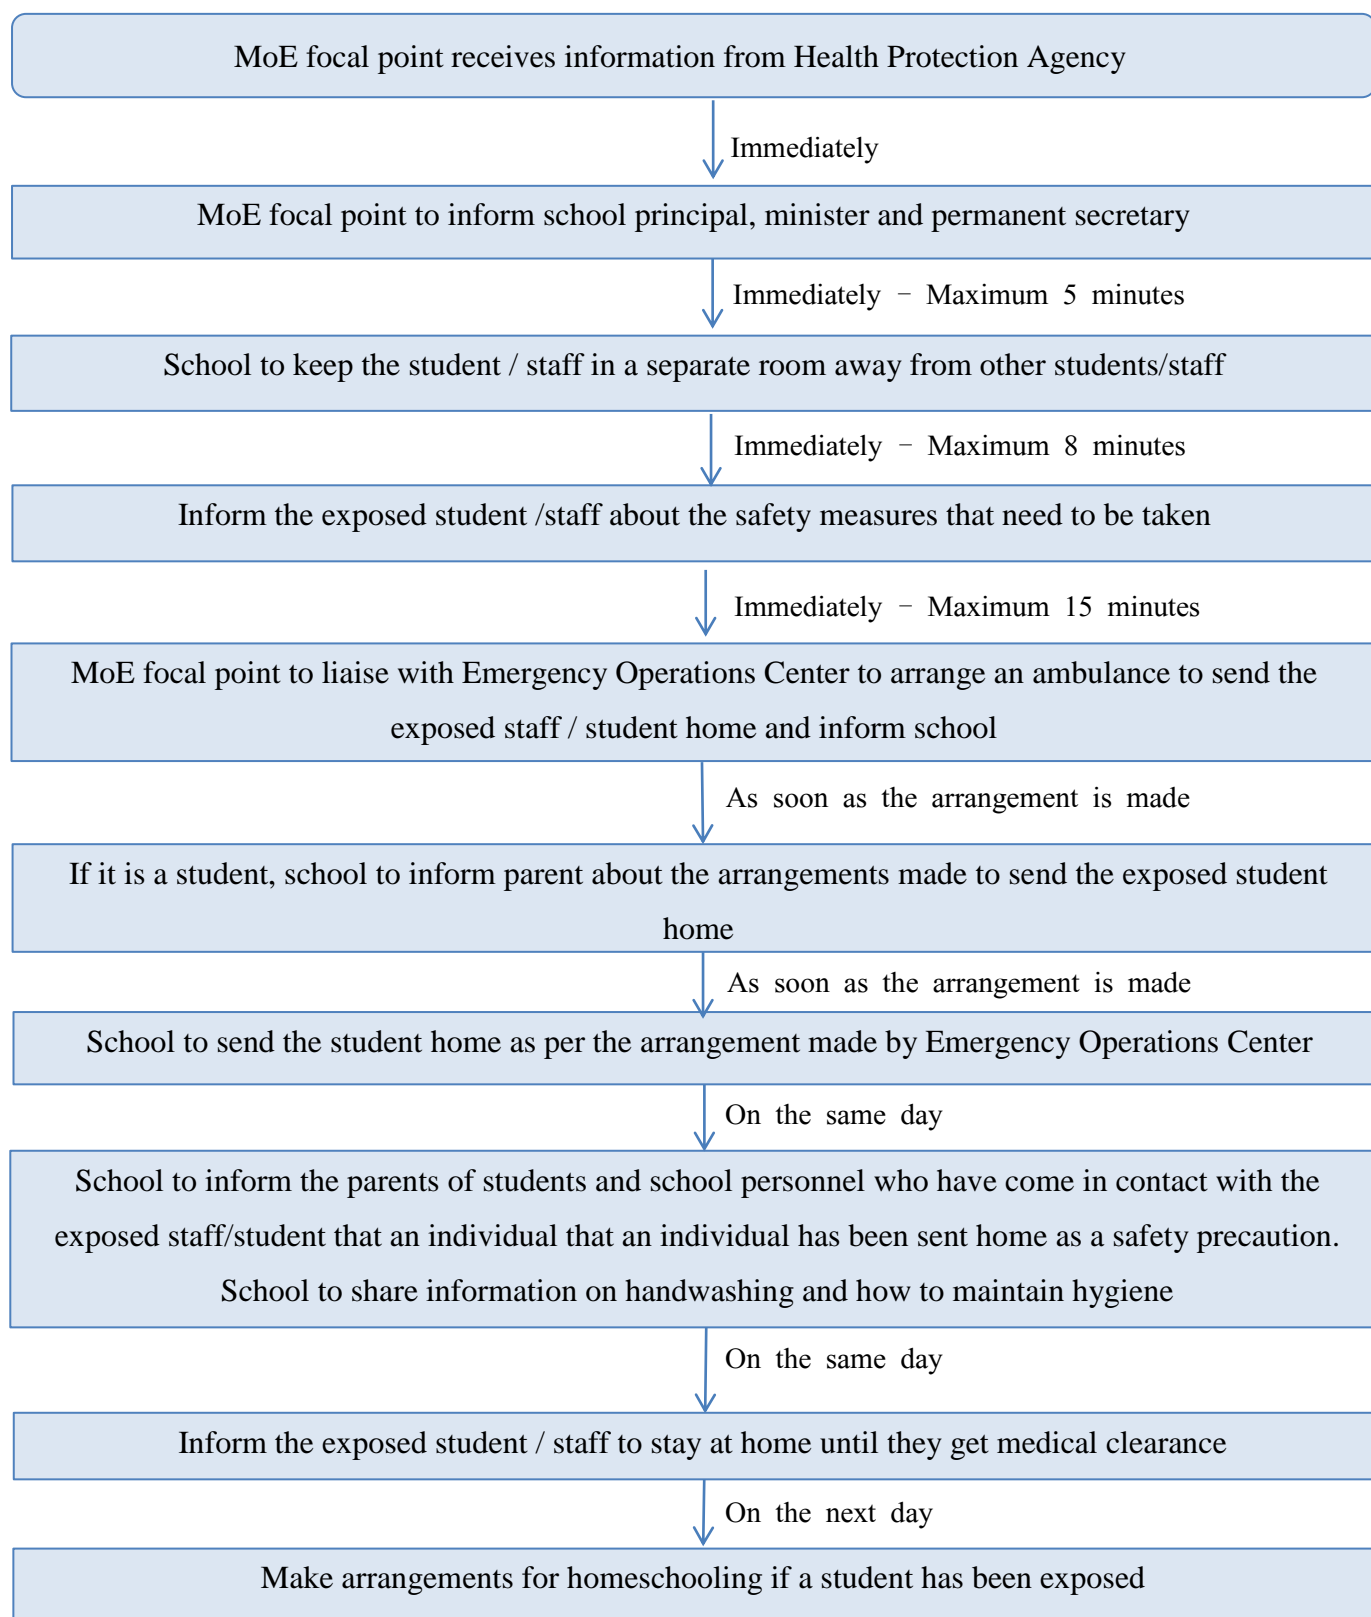 MoE focal point receives information from Health Protection Agency
Immediately
MoE focal point to inform school principal, minister and permanent secretary
Immediately – Maximum 5 minutes
School to keep the student / staff in a separate room away from other students/staff
Immediately – Maximum 8 minutes
Inform the exposed student /staff about the safety measures that need to be taken
Immediately – Maximum 15 minutes
MoE focal point to liaise with Emergency Operations Center to arrange an ambulance to send the
exposed staff / student home and inform school
As soon as the arrangement is made
If it is a student, school to inform parent about the arrangements made to send the exposed student
home
As soon as the arrangement is made
School to send the student home as per the arrangement made by Emergency Operations Center
On the same day
School to inform the parents of students and school personnel who have come in contact with the
exposed staff/student that an individual that an individual has been sent home as a safety precaution.
School to share information on handwashing and how to maintain hygiene
On the same day
Inform the exposed student / staff to stay at home until they get medical clearance
On the next day
Make arrangements for homeschooling if a student has been exposed